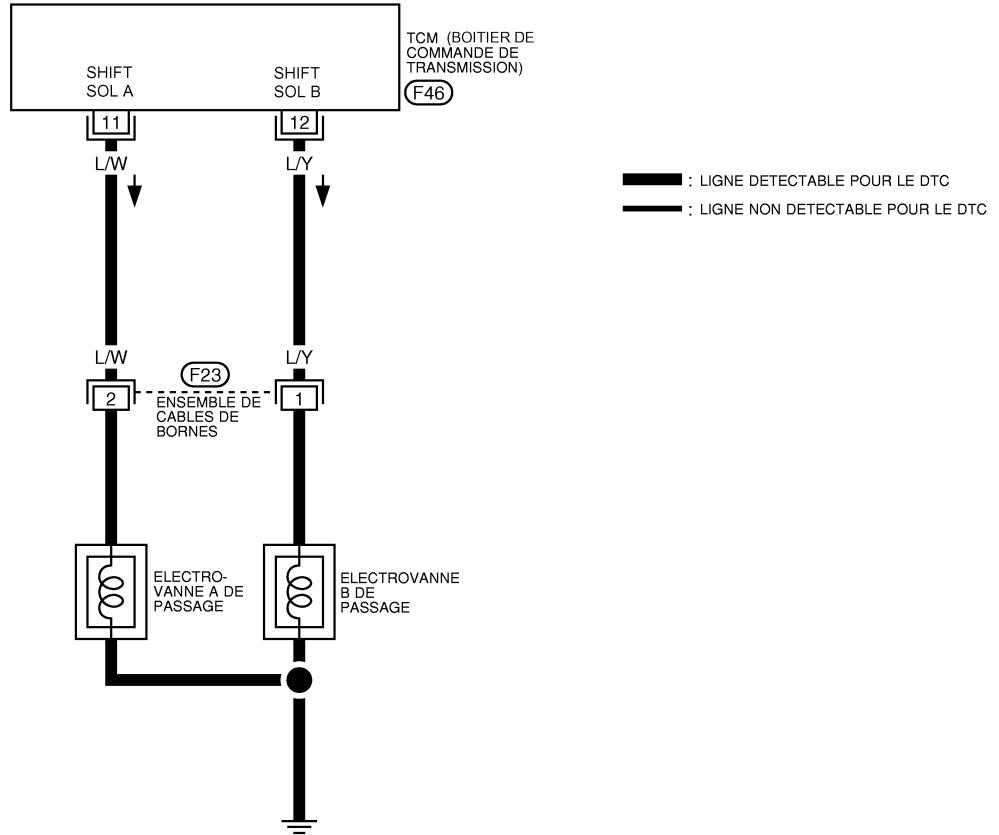 TCM (BOITIER DE
COMMANDE DE
TRANSMISSION)
F46
SHIFT
SOL A
SHIFT
SOL B
11
12
L/W
L/Y
: LIGNE DETECTABLE POUR LE DTC
: LIGNE NON DETECTABLE POUR LE DTC
L/W
L/Y
F23
2
1
ENSEMBLE DE
CABLES DE
BORNES
ELECTRO-
VANNE A DE
PASSAGE
ELECTROVANNE
B DE
PASSAGE